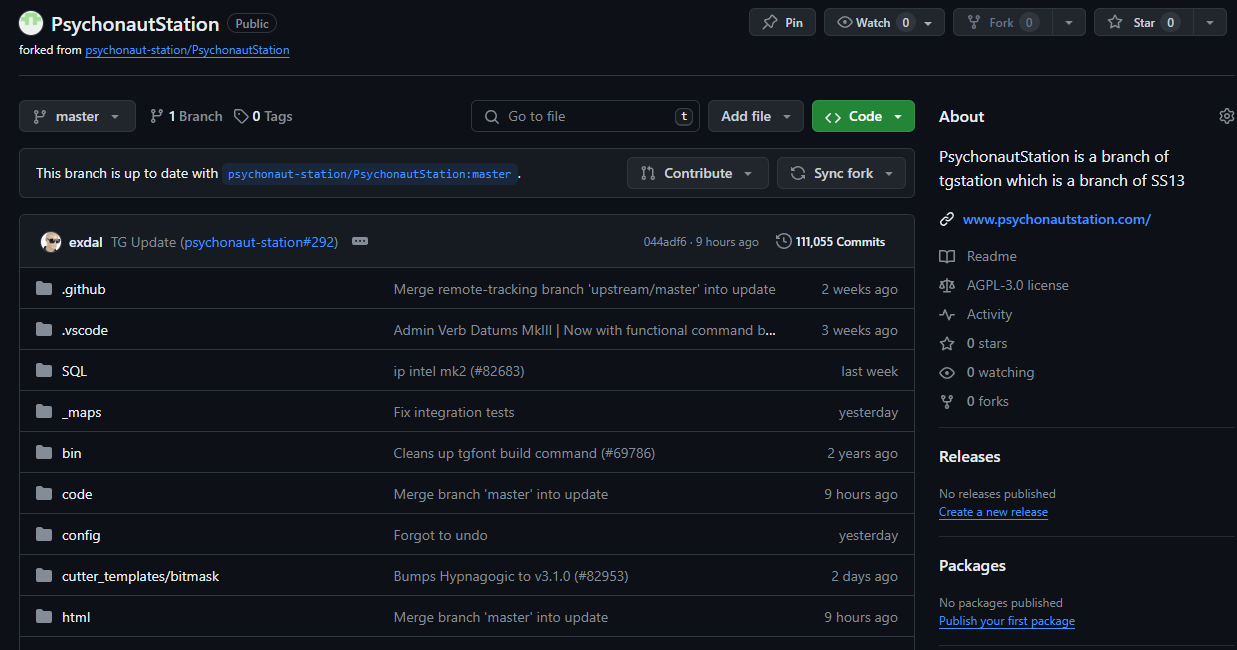 PsychonautStation Public Pin Watch 0 Fork 0 Star 0
forked from psychonaut-station/PsychonautStation
master 1 Branch 0 Tags Go to file t Add file Code
This branch is up to date with psychonaut-station/PsychonautStation:master . Contribute Sync fork
exdal TG Update (psychonaut-station#292) 044adf6 · 9 hours ago 111,055 Commits
.github Merge remote-tracking branch 'upstream/master' into update 2 weeks ago
.vscode Admin Verb Datums MkIII | Now with functional command b... 3 weeks ago
SQL ip intel mk2 (#82683) last week
_maps Fix integration tests yesterday
bin Cleans up tgfont build command (#69786) 2 years ago
code Merge branch 'master' into update 9 hours ago
config Forgot to undo yesterday
cutter_templates/bitmask Bumps Hypnagogic to v3.1.0 (#82953) 2 days ago
html Merge branch 'master' into update 9 hours ago
About
PsychonautStation is a branch of
tgstation which is a branch of SS13
www.psychonautstation.com/
Readme
AGPL-3.0 license
Activity
0 stars
0 watching
0 forks
Releases
No releases published
Create a new release
Packages
No packages published
Publish your first package